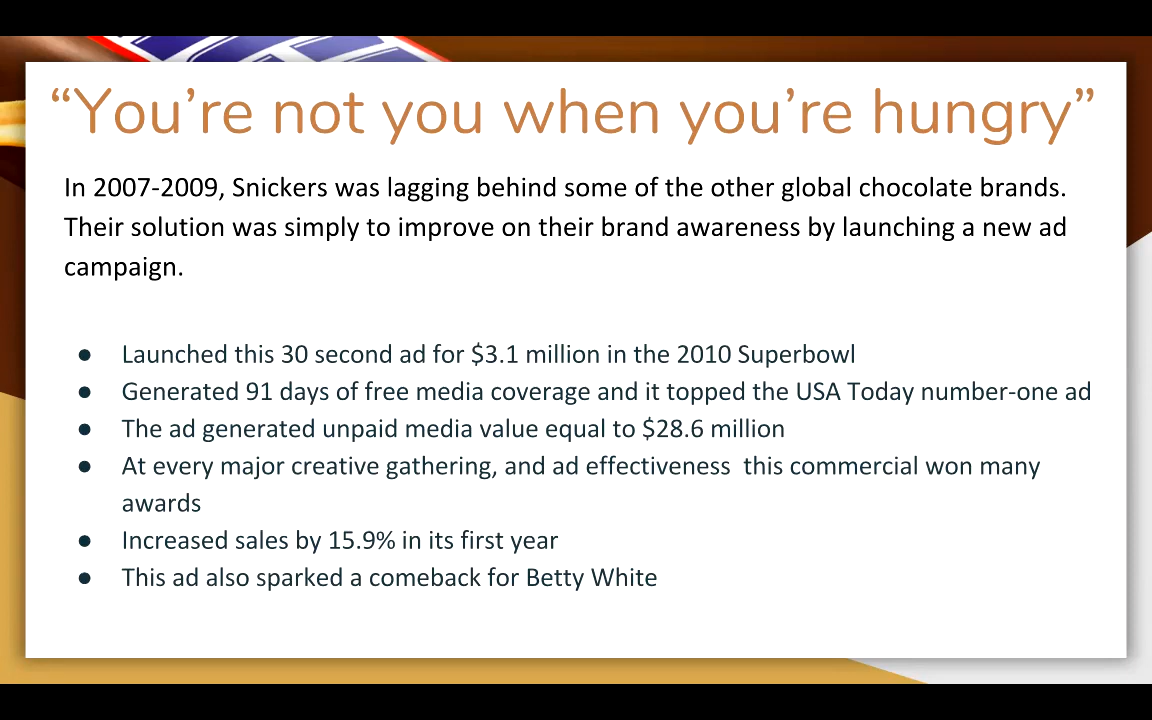 “You’re not you when you’re hungry”
In 2007-2009, Snickers was lagging behind some of the other global chocolate brands.
Their solution was simply to improve on their brand awareness by launching a new ad
campaign.
● Launched this 30 second ad for $3.1 million in the 2010 Superbowl
● Generated 91 days of free media coverage and it topped the USA Today number-one ad
● The ad generated unpaid media value equal to $28.6 million
● At every major creative gathering, and ad effectiveness  this commercial won many
awards
● Increased sales by 15.9% in its first year
● This ad also sparked a comeback for Betty White